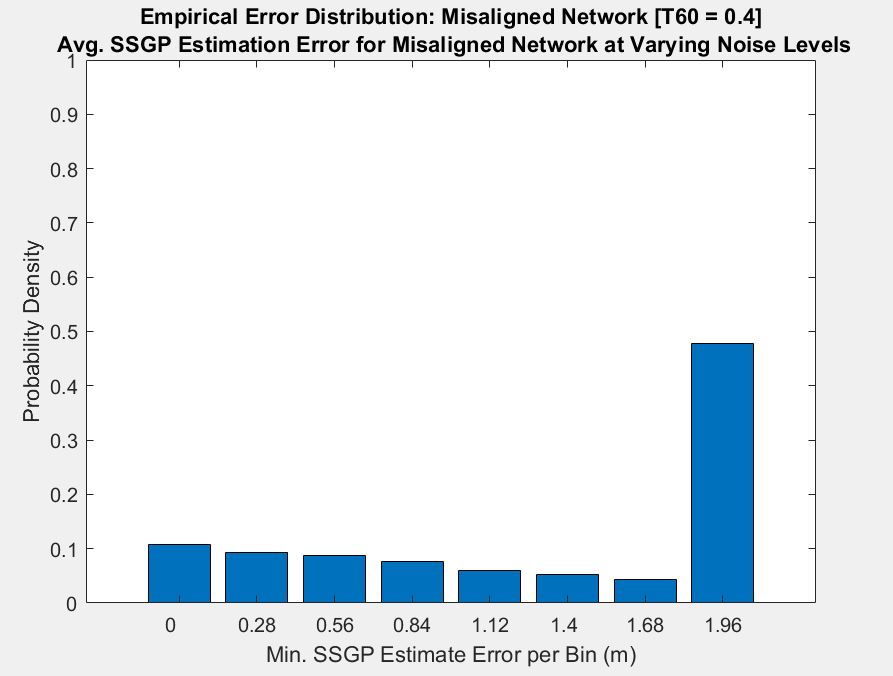 Empirical Error Distribution: Misaligned Network [T60 = 0.4]
Avg. SSGP Estimation Error for Misaligned Network at Varying Noise Levels
1
0.9
0.8
0.7
0.6
0.5
0.4
0.3
0.2
0.1
0
Probability Density
0 0.28 0.56 0.84 1.12 1.4 1.68 1.96
Min. SSGP Estimate Error per Bin (m)